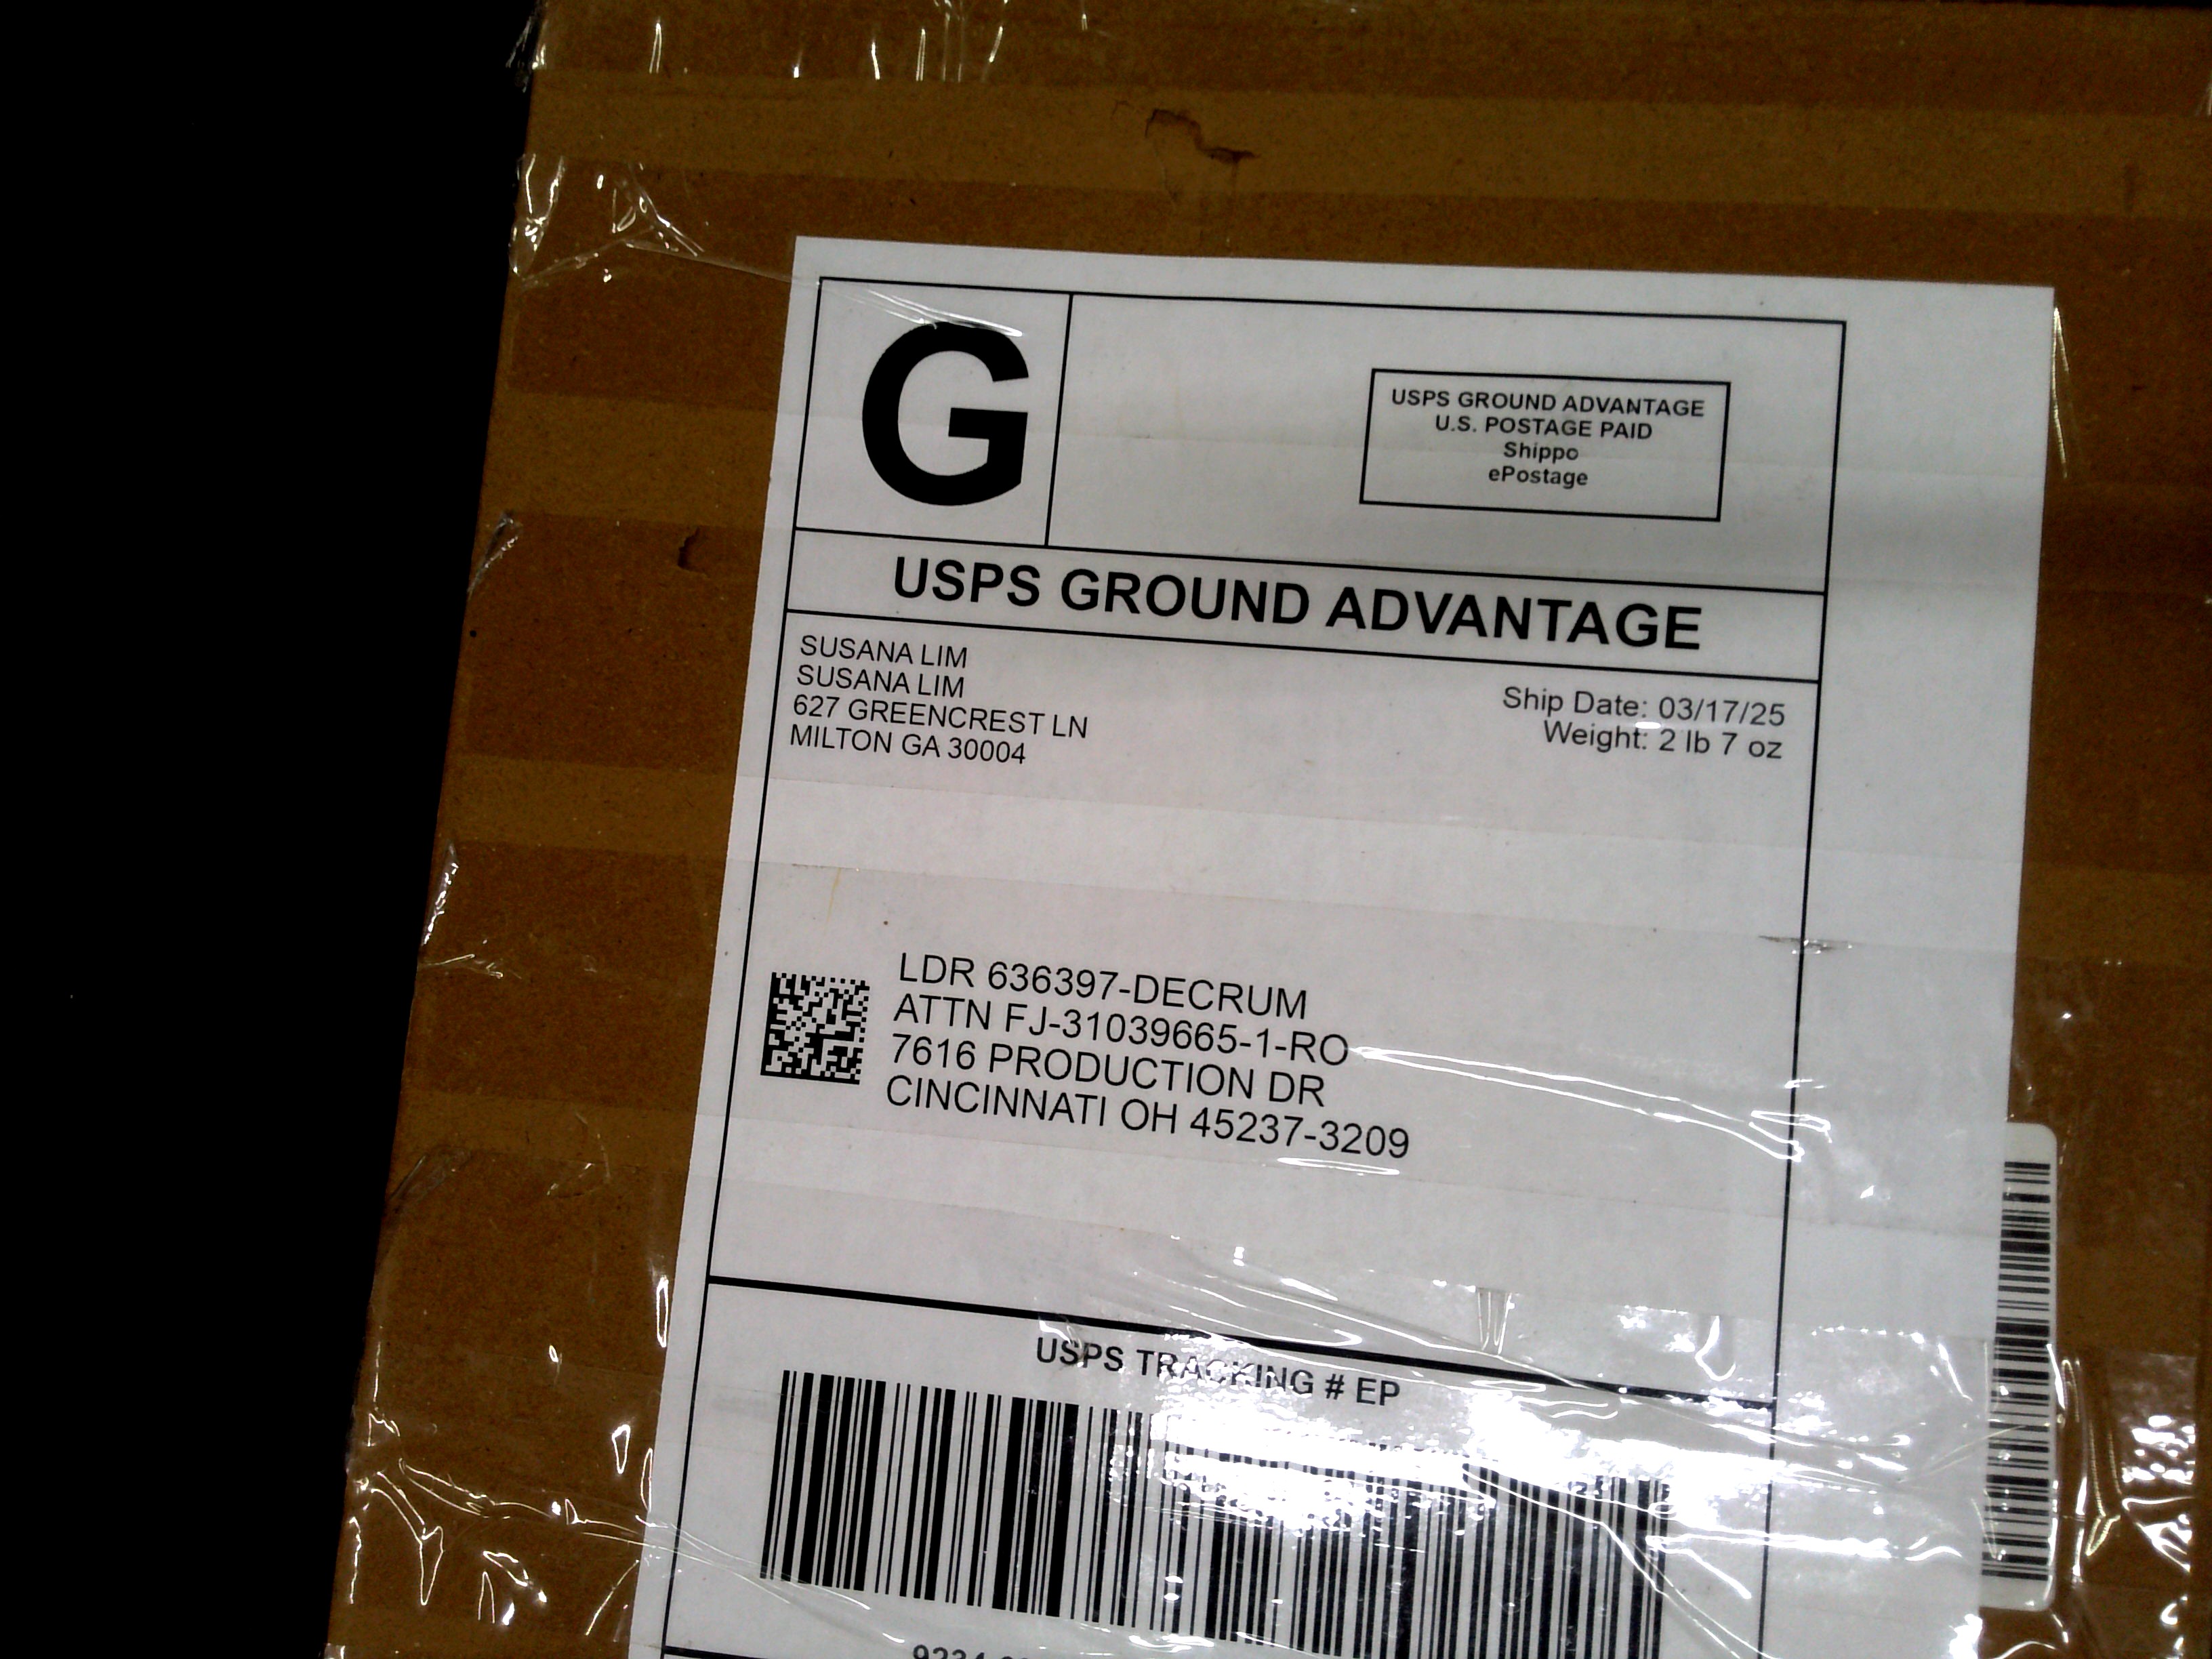 G
USPS GROUND ADVANTAGE
U.S. POSTAGE PAID
Shippo
ePostage
USPS GROUND ADVANTAGE
SUSANA LIM
SUSANA LIM
627 GREENCREST LN
MILTON GA 30004
Ship Date: 03/17/25
Weight: 2 lb 7 oz
LDR 636397-DECRUM
ATTN FJ-31039665-1-RO
7616 PRODUCTION DR
CINCINNATI OH 45237-3209
USPS TRACKING # EP